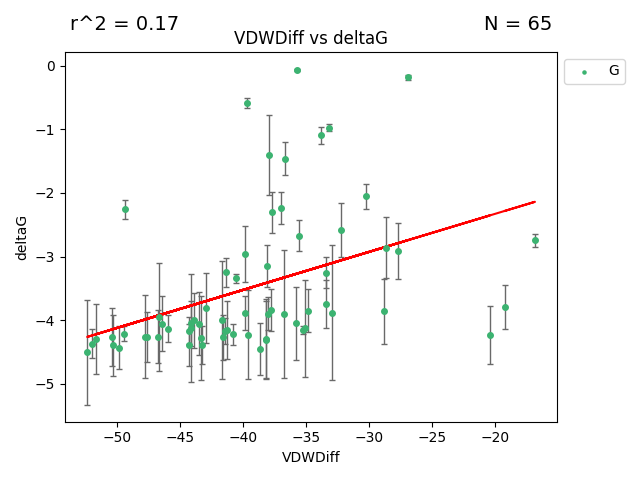 r^2 = 0.17
N = 65
VDWDiff vs deltaG
G
deltaG
0
−1
−2
−3
−4
−5
−50
−45
−40
−35
−30
−25
−20
VDWDiff